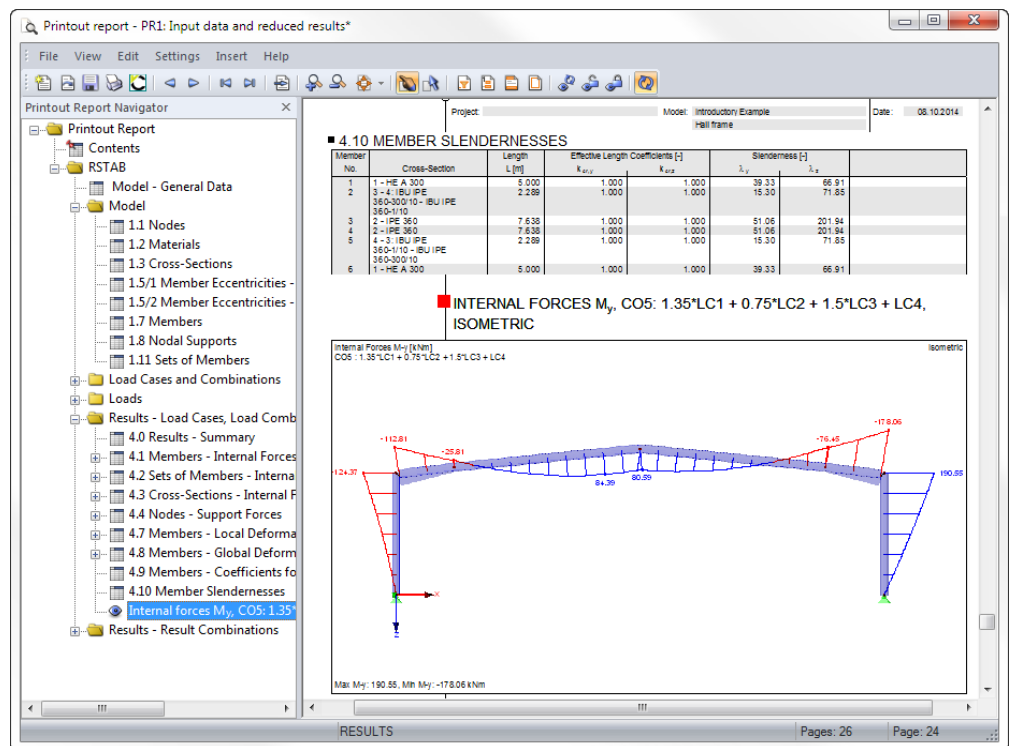 Printout report - PR1: Input data and reduced results*
File View Edit Settings Insert Help
Printout Report Navigator
Printout Report
Contents
RSTAB
Model - General Data
Model
1.1 Nodes
1.2 Materials
1.3 Cross-Sections
1.5/1 Member Eccentricities -
1.5/2 Member Eccentricities -
1.7 Members
1.8 Nodal Supports
1.11 Sets of Members
Load Cases and Combinations
Loads
Results - Load Cases, Load Comb
4.0 Results - Summary
4.1 Members - Internal Forces
4.2 Sets of Members - Interna
4.3 Cross-Sections - Internal F
4.4 Nodes - Support Forces
4.7 Members - Local Deforma
4.8 Members - Global Deform
4.9 Members - Coefficients fo
4.10 Member Slendernesses
Internal forces My, CO5: 1.35*
Results - Result Combinations
Project: Model: Introductory Example Date: 08.10.2014
Hall frame
4.10 MEMBER SLENDERNESSES
Member Length Effective Length Coefficients [-] Slenderness [-]
No. Cross-Section L [m] k cr,y k cr,z λ y λ z
1 1 - HE A 300 5.000 1.000 1.000 39.33 66.91
2 3 - 4: IBU IPE 2.289 1.000 1.000 15.30 71.85
360-300/10 - IBU IPE
360-1/10
3 2 - IPE 360 7.638 1.000 1.000 51.06 201.94
4 2 - IPE 360 7.638 1.000 1.000 51.06 201.94
5 4 - 3: IBU IPE 2.289 1.000 1.000 15.30 71.85
360-1/10 - IBU IPE
360-300/10
6 1 - HE A 300 5.000 1.000 1.000 39.33 66.91
INTERNAL FORCES My, CO5: 1.35*LC1 + 0.75*LC2 + 1.5*LC3 + LC4,
ISOMETRIC
Internal Forces M-y [kNm] Isometric
CO5 : 1.35*LC1 + 0.75*LC2 + 1.5*LC3 + LC4
-178.06
-112.81 -76.45
-25.81
-124.37 84.39 80.59 190.55
X
Z
Max M-y: 190.55, Min M-y: -178.06 kNm
RESULTS Pages: 26 Page: 24